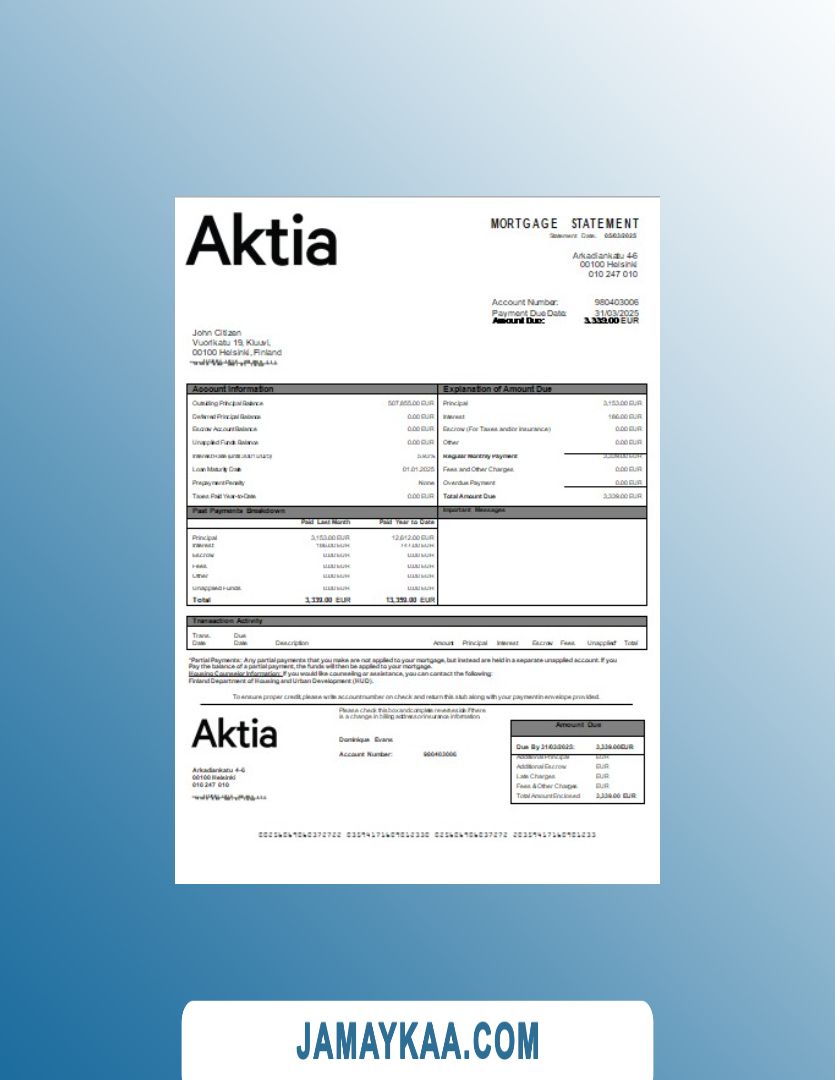 Aktia
MORTGAGE STATEMENT
Statement Date: 05/03/2025
Arkadiankatu 4-6
00100 Helsinki
010 247 010
Account Number: 980403006
Payment Due Date: 31/03/2025
Amount Due: 3,339.00 EUR
John Citizen
Vuorikatu 19, Kluuvi,
00100 Helsinki, Finland
Account Information
Outstding Principal Balance 507,855.00 EUR
Deferred Principal Balance 0.00 EUR
Escrow Account Balance 0.00 EUR
Unapplied Funds Balance 0.00 EUR
Interest Rate
Loan Maturity Date 01.01.2025
Prepayment Penalty None
Taxes Paid Year-to-Date 0.00 EUR
Explanation of Amount Due
Principal 3,153.00 EUR
Interest 186.00 EUR
Escrow (For Taxes and/or Insurance) 0.00 EUR
Other 0.00 EUR
Regular Monthly Payment 3,339.00 EUR
Fees and Other Charges 0.00 EUR
Overdue Payment 0.00 EUR
Total Amount Due 3,339.00 EUR
Past Payments Breakdown
Paid Last Month Paid Year to Date
Principal 3,153.00 EUR 12,612.00 EUR
Interest 186.00 EUR 747.00 EUR
Escrow 0.00 EUR 0.00 EUR
Fees 0.00 EUR 0.00 EUR
Other 0.00 EUR 0.00 EUR
Unapplied Funds 0.00 EUR 0.00 EUR
Total 3,339.00 EUR 13,359.00 EUR
Important Messages
Transaction Activity
Trans. Date Due Date Description Amount Principal Interest Escrow Fees Unapplied* Total
*Partial Payments: Any partial payments that you make are not applied to your mortgage, but instead are held in a separate unapplied account. If you
Pay the balance of a partial payment, the funds will then be applied to your mortgage.
Housing Counselor Information: If you would like counseling or assistance, you can contact the following:
Finland Department of Housing and Urban Development (HUD).
To ensure proper credit, please write account number on check and return this stub along with your payment in envelope provided.
Aktia
Please check this box and complete reverse side if there
is a change in billing address or insurance information.
Dominique Evans
Account Number: 980403006
Arkadiankatu 4-6
00100 Helsinki
010 247 010
Amount Due
Due By 31/03/2025: 3,339.00EUR
Additional Principal EUR
Additional Escrow EUR
Late Charges EUR
Fees & Other Charges EUR
Total Amount Enclosed 3,339.00 EUR
JAMAYKAA.COM